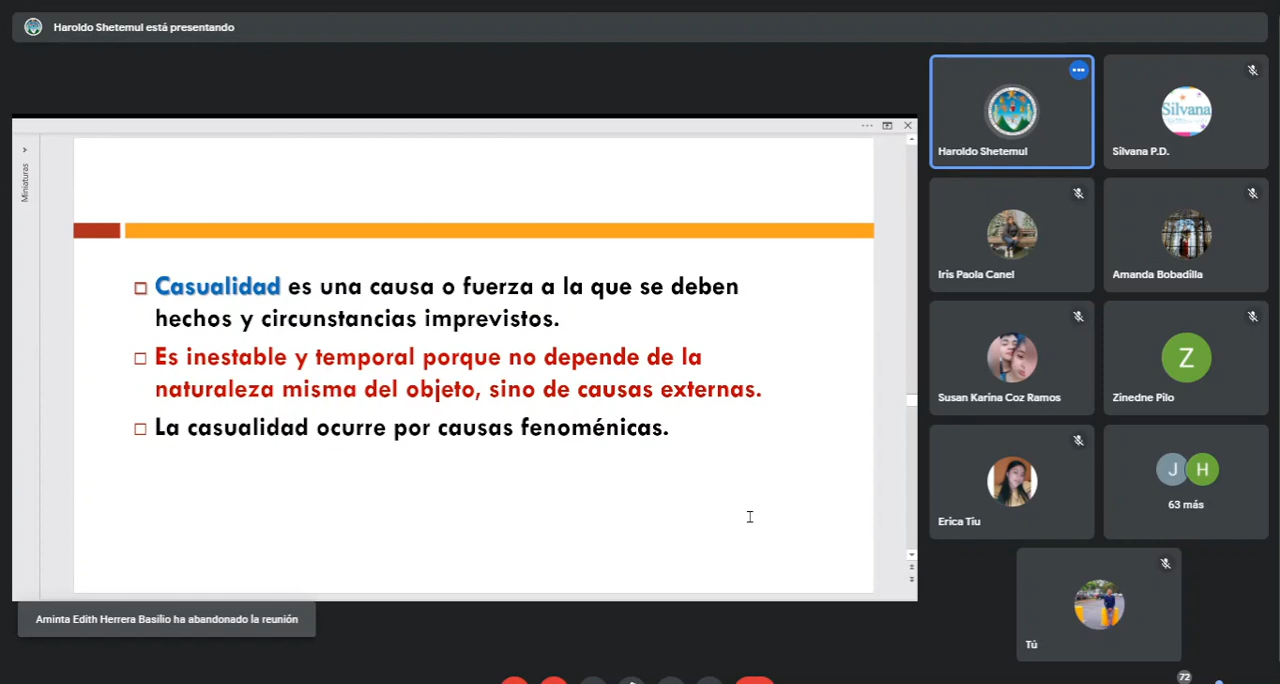 Haroldo Shetemul está presentando
Miniaturas
Casualidad es una causa o fuerza a la que se deben
hechos y circunstancias imprevistos.
Es inestable y temporal porque no depende de la
naturaleza misma del objeto, sino de causas externas.
La casualidad ocurre por causas fenoménicas.
Aminta Edith Herrera Basilio ha abandonado la reunión
Haroldo Shetemul
Silvana
Silvana P.D.
Iris Paola Canel
Amanda Bobadilla
Susan Karina Coz Ramos
Z
Zinedne Pilo
Erica Tiu
J H
63 más
Tú
72